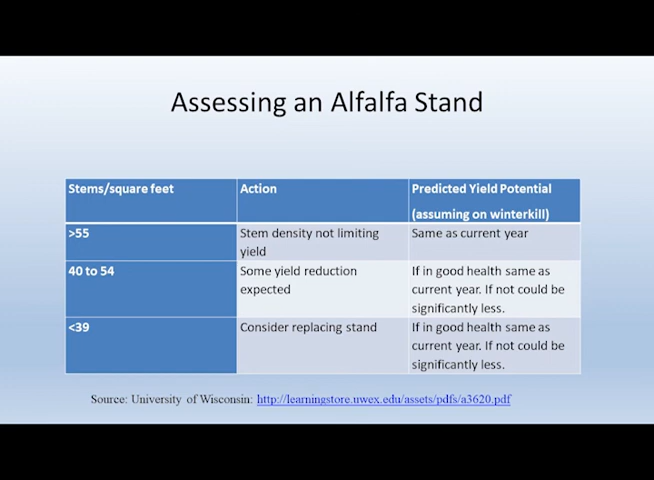 Assessing an Alfalfa Stand
Stems/square feet Action Predicted Yield Potential
(assuming on winterkill)
>55 Stem density not limiting Same as current year
yield
40 to 54 Some yield reduction If in good health same as
expected current year. If not could be
significantly less.
<39 Consider replacing stand If in good health same as
current year. If not could be
significantly less.
Source: University of Wisconsin: http://learningstore.uwex.edu/assets/pdfs/a3620.pdf